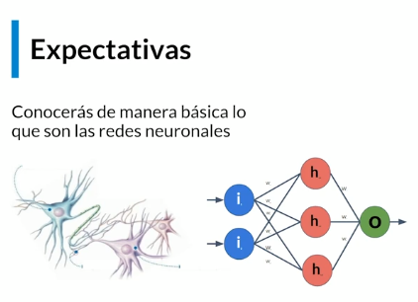 Expectativas
Conocerás de manera básica lo
que son las redes neuronales
h
i
h
O
i
h